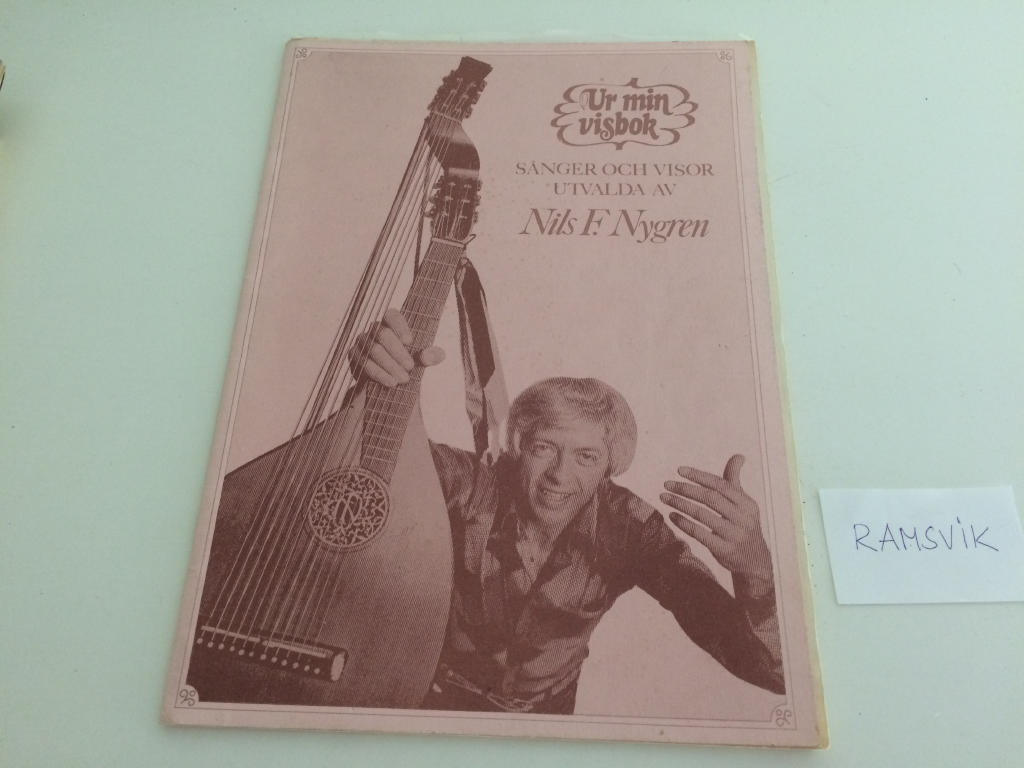 Ur min
visbok
SÅNGER OCH VISOR
UTVALDA AV
Nils F. Nygren
RAMSVIK